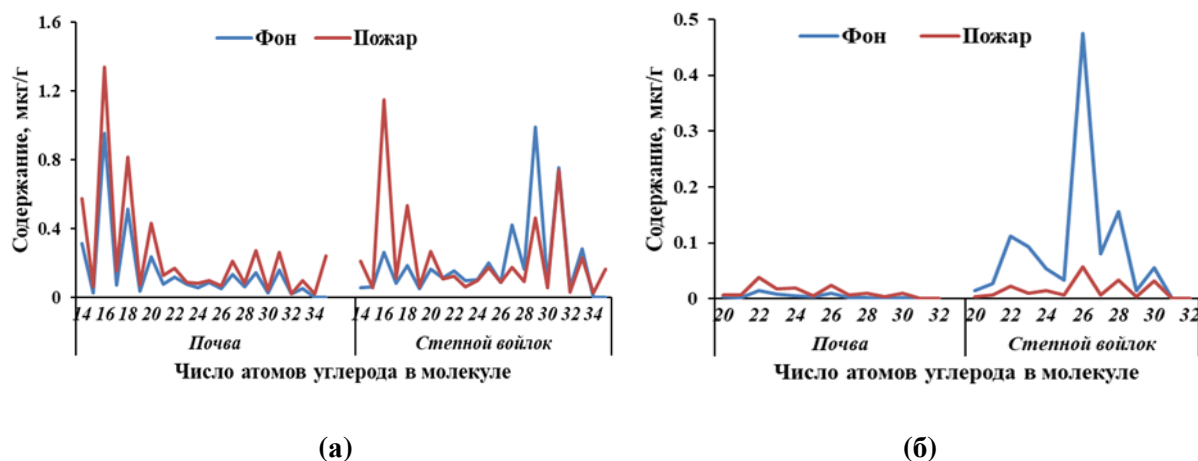 1.6
1.2
0.8
0.4
0
Содержание, мкг/г
Фон Пожар
14 16 18 20 22 24 26 28 30 32 34 14 16 18 20 22 24 26 28 30 32 34
Почва Степной войлок
Число атомов углерода в молекуле
(а)
0.5
0.4
0.3
0.2
0.1
0
Содержание, мкг/г
Фон Пожар
20 22 24 26 28 30 32 20 22 24 26 28 30 32
Почва Степной войлок
Число атомов углерода в молекуле
(б)